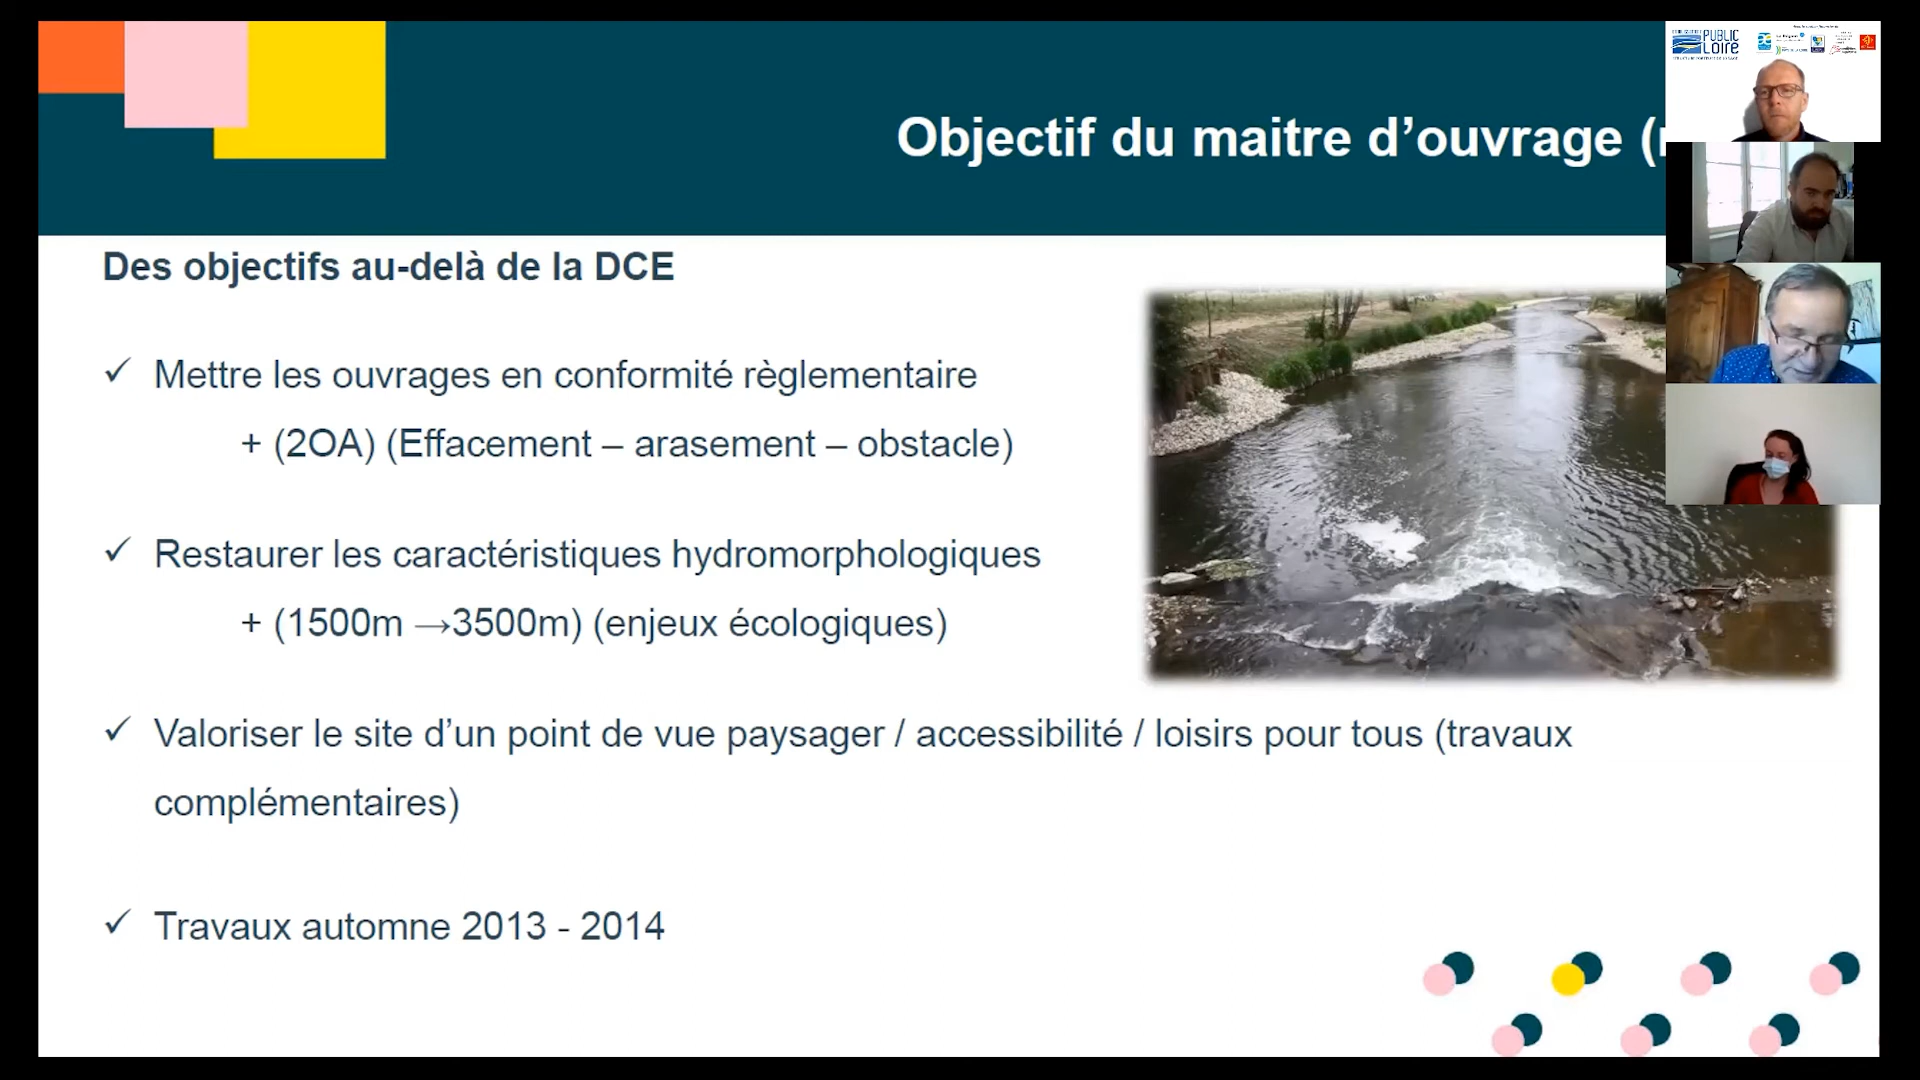 Objectif du maitre d’ouvrage (
PUBLIC
LOIRE
Des objectifs au-delà de la DCE
✓ Mettre les ouvrages en conformité règlementaire
+ (2OA) (Effacement – arasement – obstacle)
✓ Restaurer les caractéristiques hydromorphologiques
+ (1500m →3500m) (enjeux écologiques)
✓ Valoriser le site d’un point de vue paysager / accessibilité / loisirs pour tous (travaux
complémentaires)
✓ Travaux automne 2013 - 2014